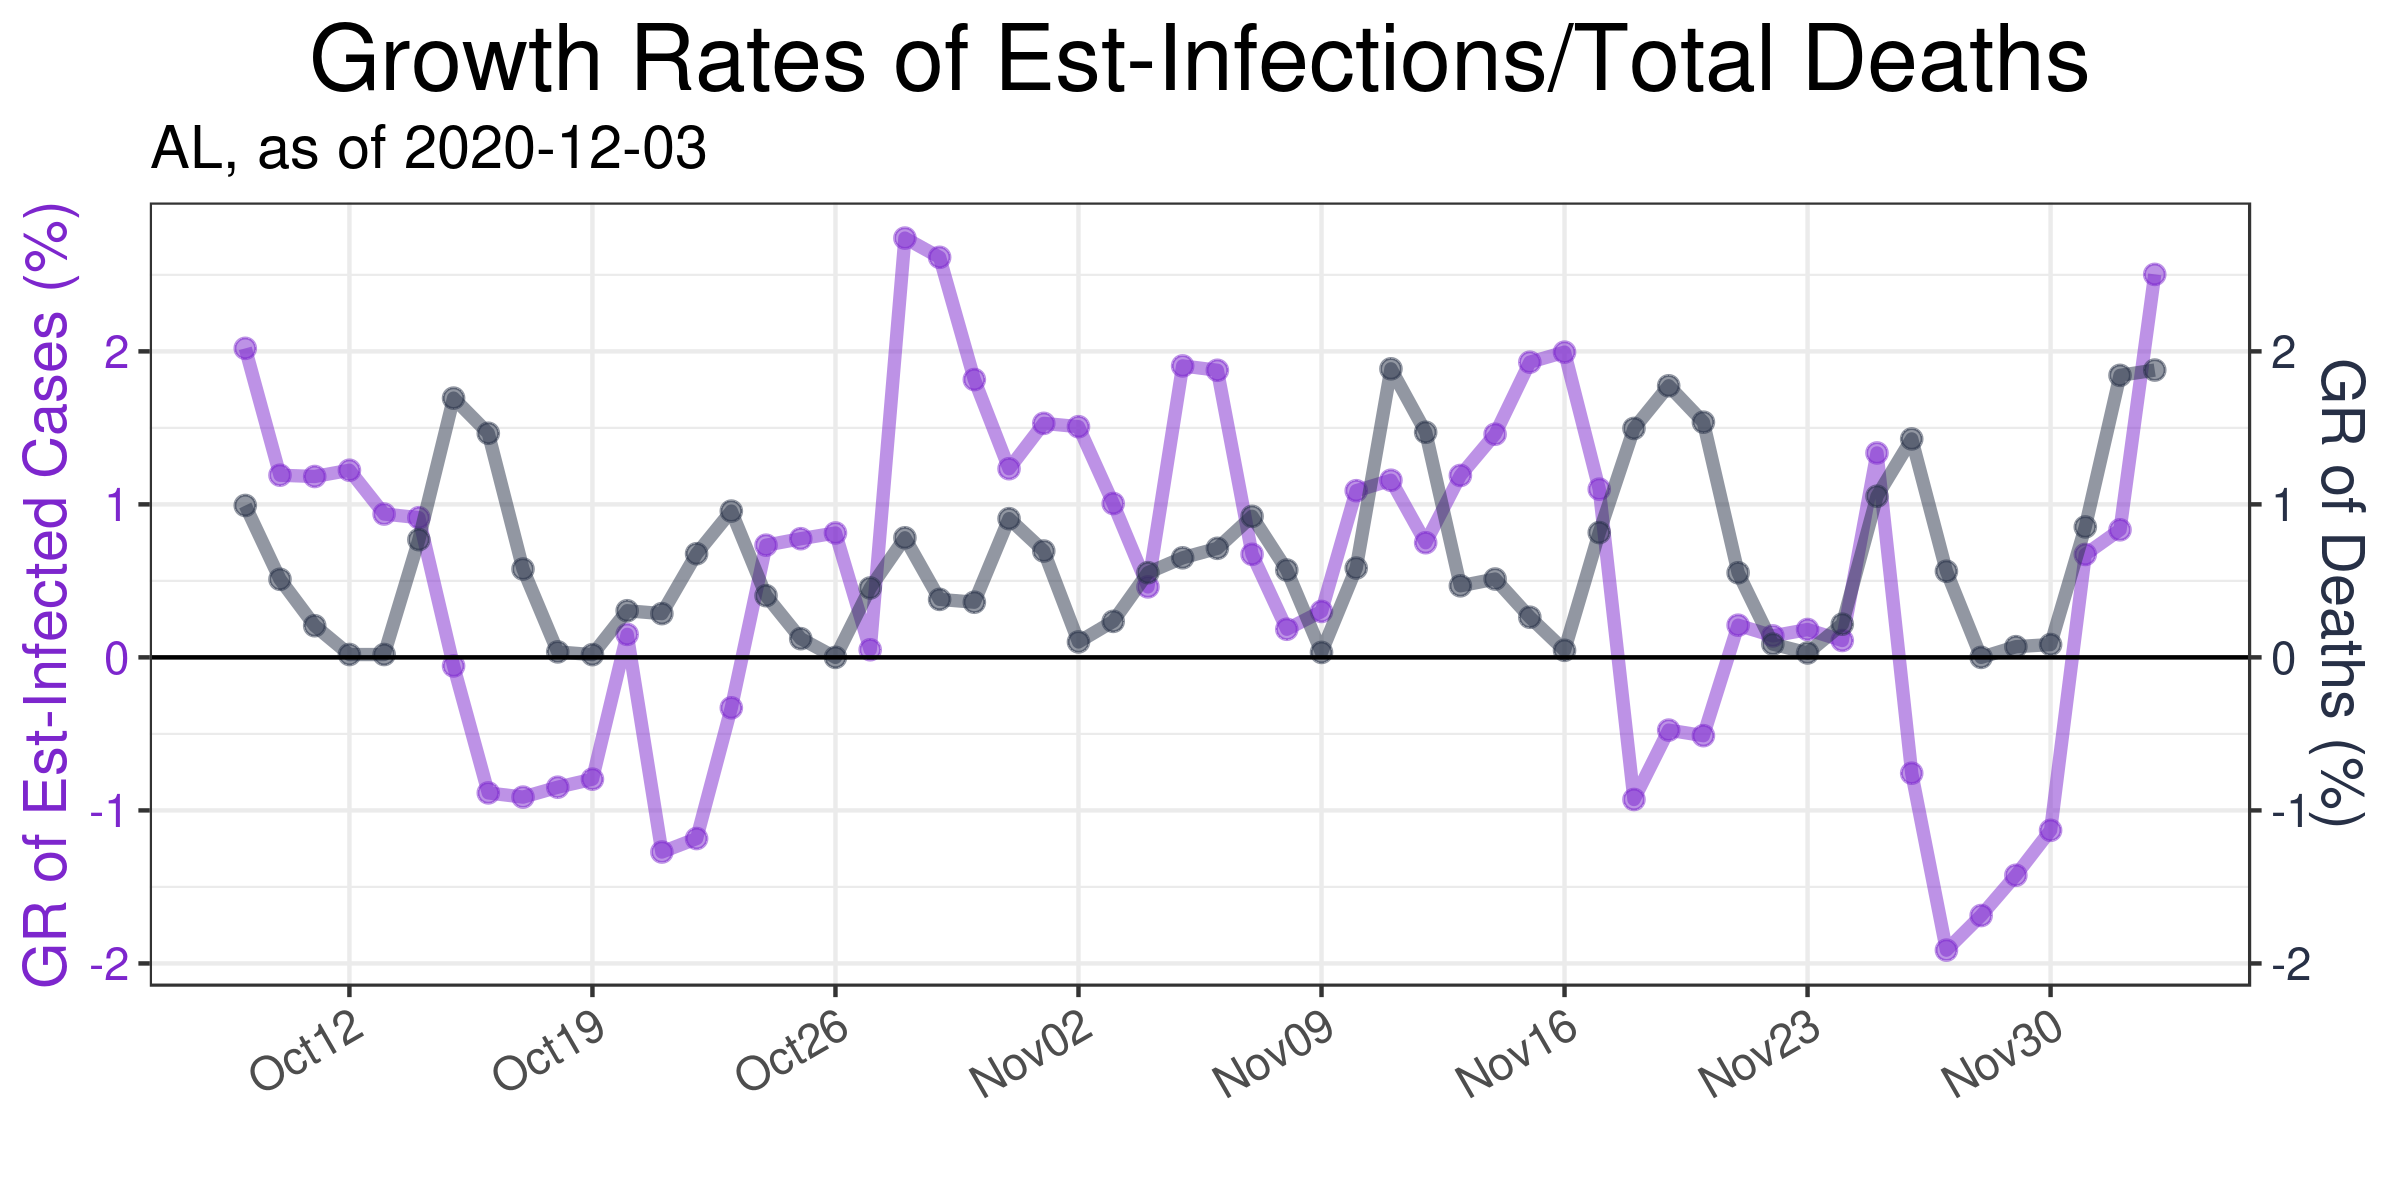 Growth Rates of Est-Infections/Total Deaths
AL, as of 2020-12-03
GR of Est-Infected Cases (%)
2
1
0
-1
-2
2
1
0
-1
-2
GR of Deaths (%)
Oct12
Oct19
Oct26
Nov02
Nov09
Nov16
Nov23
Nov30